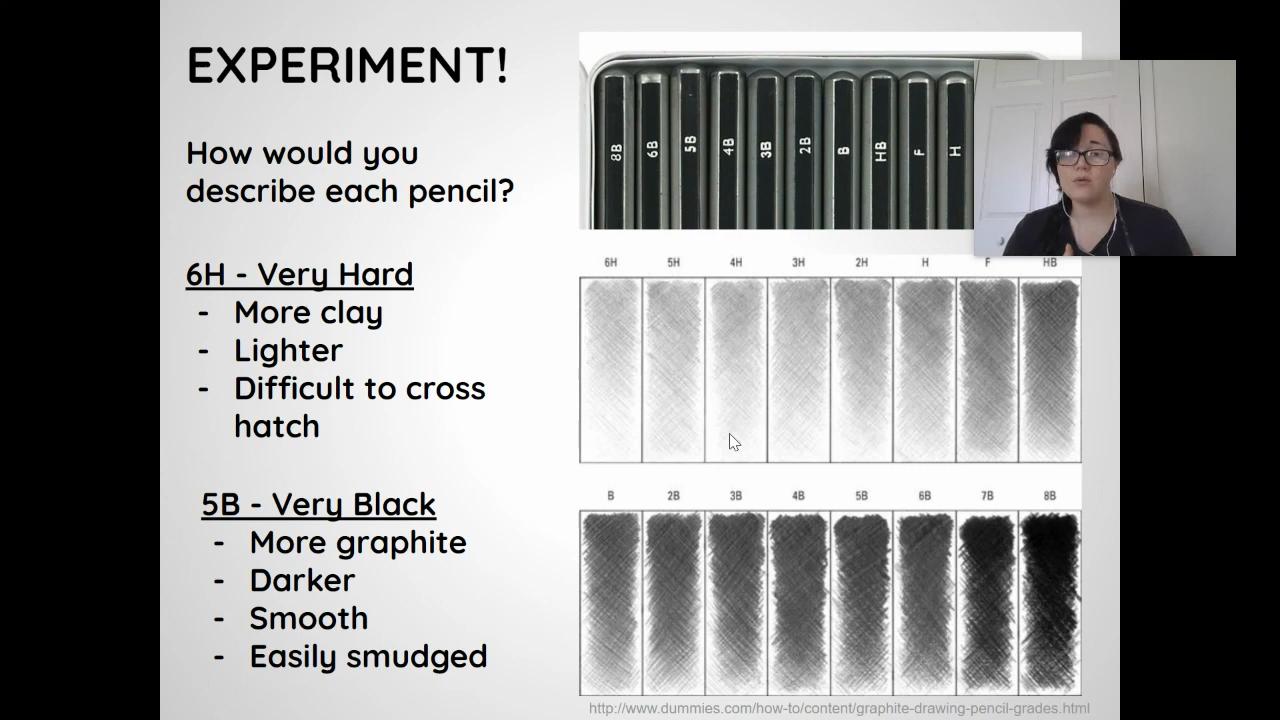 EXPERIMENT!
How would you
describe each pencil?
6H - Very Hard
- More clay
- Lighter
- Difficult to cross
hatch
5B - Very Black
- More graphite
- Darker
- Smooth
- Easily smudged
8B 6B 5B 4B 3B 2B B HB F H
6H 5H 4H 3H 2H H F HB
B 2B 3B 4B 5B 6B 7B 8B
http://www.dummies.com/how-to/content/graphite-drawing-pencil-grades.html